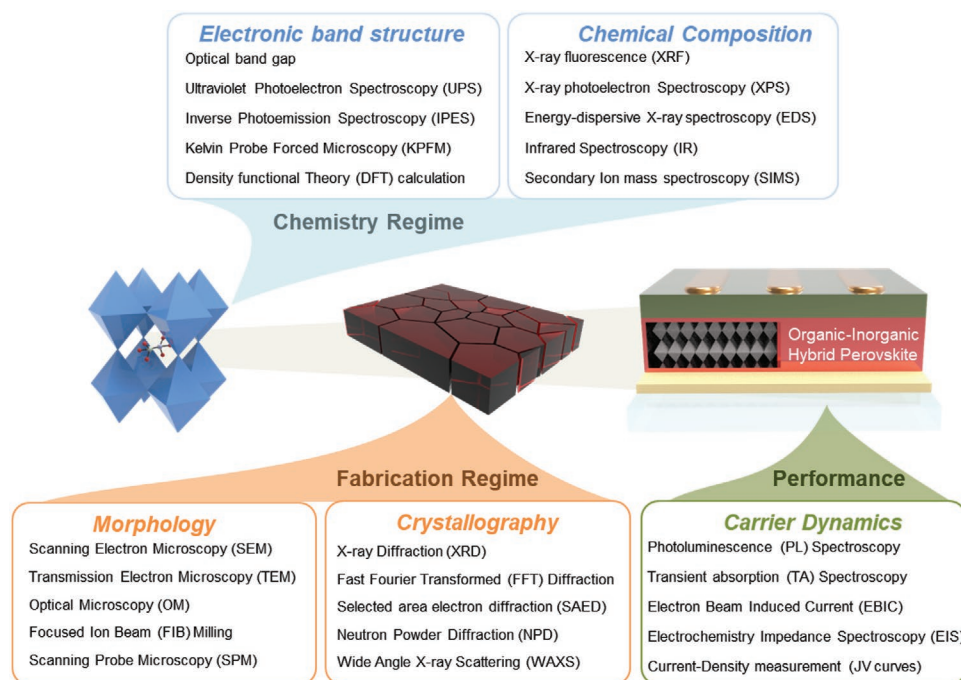 Electronic band structure
Optical band gap
Ultraviolet Photoelectron Spectroscopy (UPS)
Inverse Photoemission Spectroscopy (IPES)
Kelvin Probe Forced Microscopy (KPFM)
Density functional Theory (DFT) calculation
Chemical Composition
X-ray fluorescence (XRF)
X-ray photoelectron Spectroscopy (XPS)
Energy-dispersive X-ray spectroscopy (EDS)
Infrared Spectroscopy (IR)
Secondary Ion mass spectroscopy (SIMS)
Chemistry Regime
Organic-Inorganic
Hybrid Perovskite
Fabrication Regime
Performance
Morphology
Scanning Electron Microscopy (SEM)
Transmission Electron Microscopy (TEM)
Optical Microscopy (OM)
Focused Ion Beam (FIB) Milling
Scanning Probe Microscopy (SPM)
Crystallography
X-ray Diffraction (XRD)
Fast Fourier Transformed (FFT) Diffraction
Selected area electron diffraction (SAED)
Neutron Powder Diffraction (NPD)
Wide Angle X-ray Scattering (WAXS)
Carrier Dynamics
Photoluminescence (PL) Spectroscopy
Transient absorption (TA) Spectroscopy
Electron Beam Induced Current (EBIC)
Electrochemistry Impedance Spectroscopy (EIS)
Current-Density measurement (JV curves)